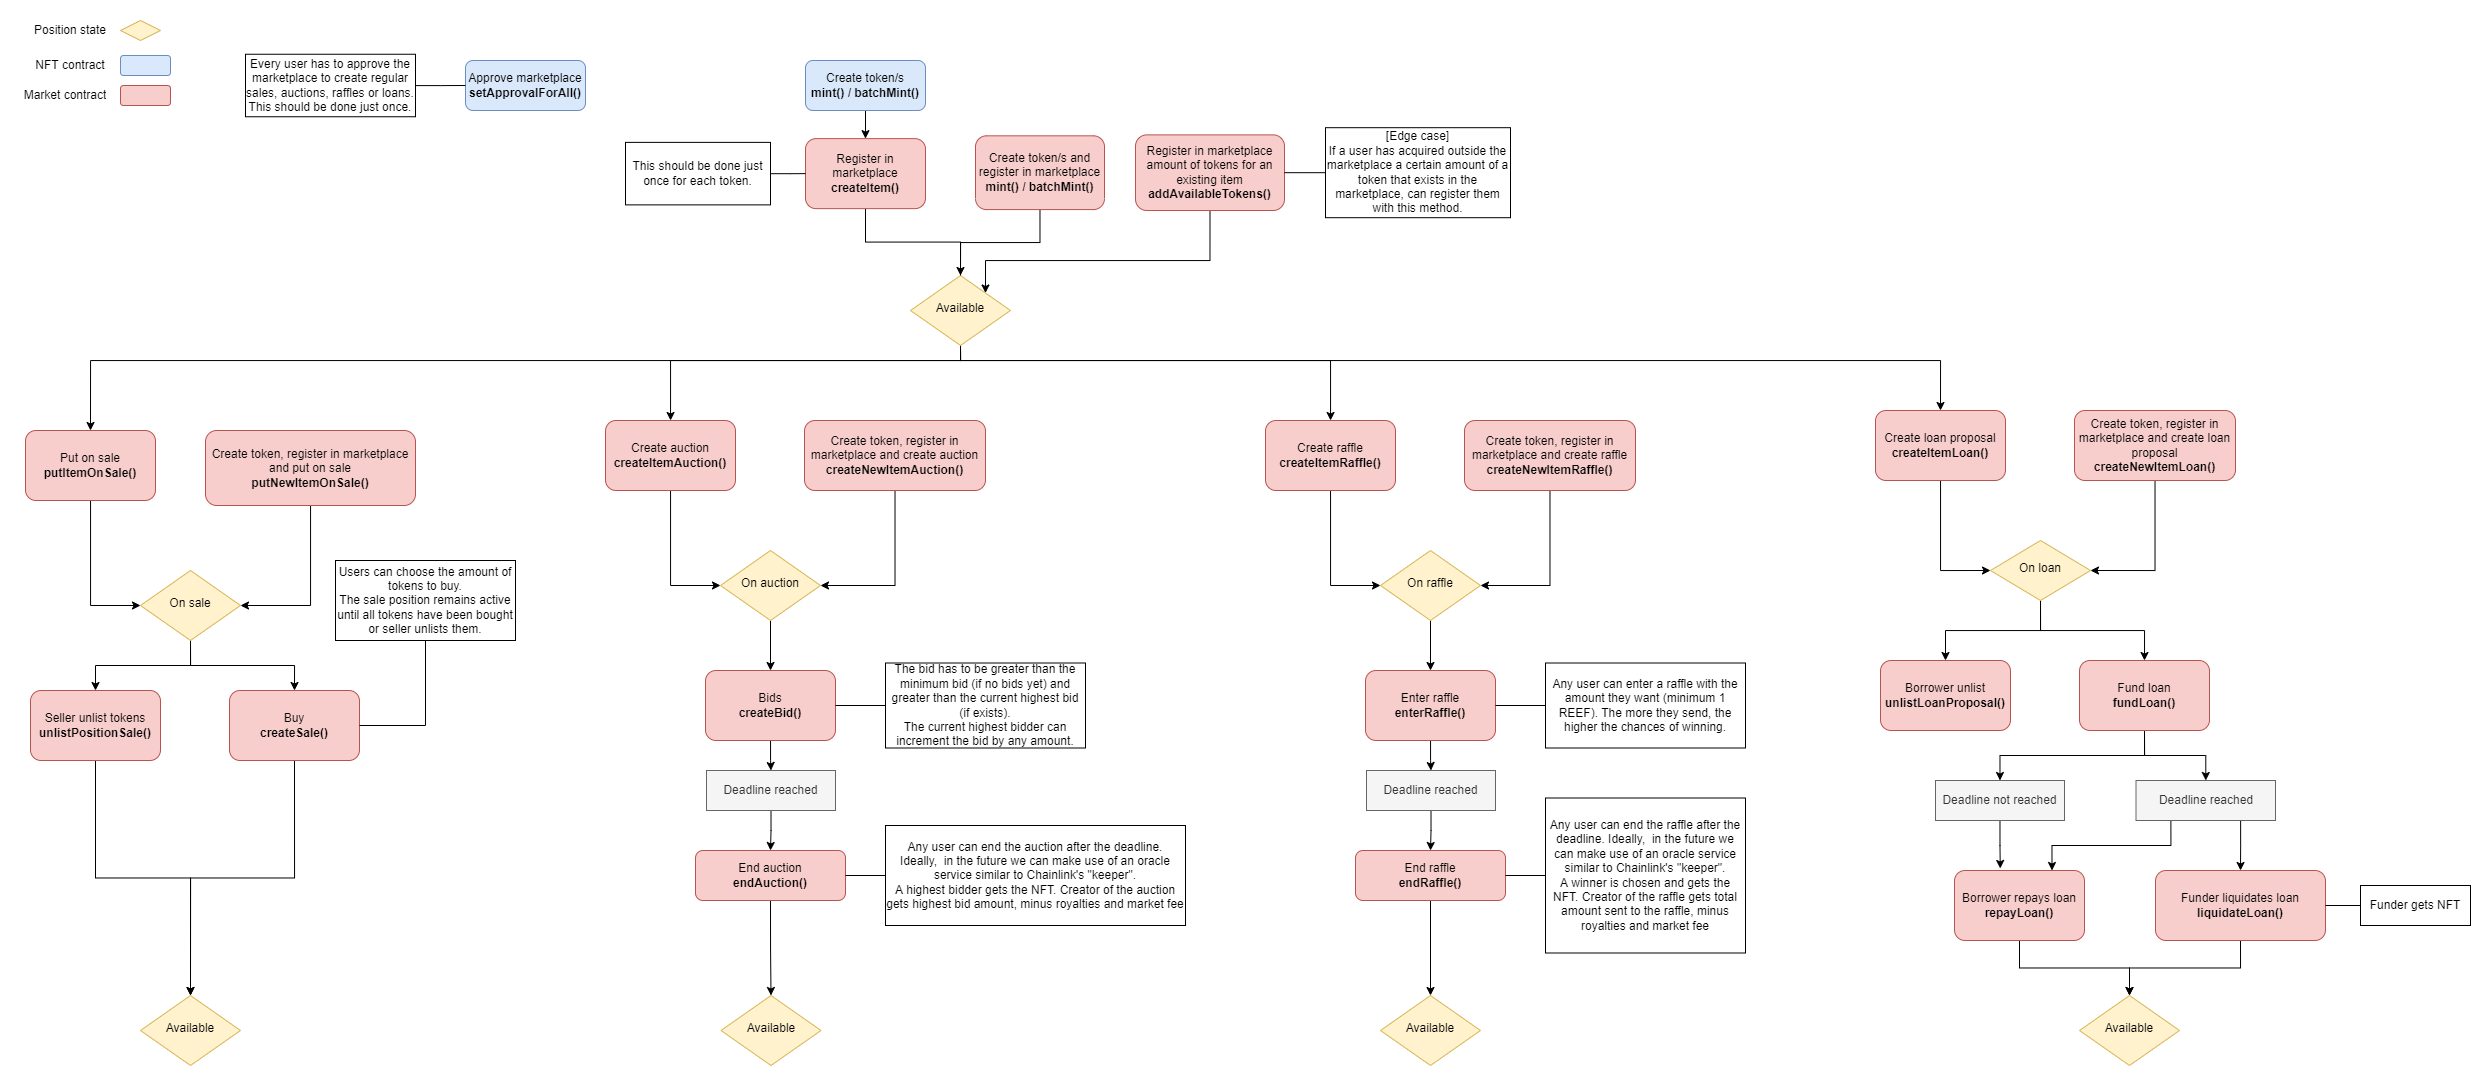 Position state
NFT contract
Market contract
Every user has to approve the
marketplace to create regular
sales, auctions, raffles or loans.
This should be done just once.
Approve marketplace
setApprovalForAll()
Create token/s
mint() / batchMint()
This should be done just
once for each token.
Register in
marketplace
createItem()
Create token/s and
register in marketplace
mint() / batchMint()
Register in marketplace
amount of tokens for an
existing item
addAvailableTokens()
[Edge case]
If a user has acquired outside the
marketplace a certain amount of a
token that exists in the
marketplace, can register them
with this method.
Available
Put on sale
putItemOnSale()
Create token, register in marketplace
and put on sale
putNewItemOnSale()
On sale
Users can choose the amount of
tokens to buy.
The sale position remains active
until all tokens have been bought
or seller unlists them.
Seller unlist tokens
unlistPositionSale()
Buy
createSale()
Available
Create auction
createItemAuction()
Create token, register in
marketplace and create auction
createNewItemAuction()
On auction
Bids
createBid()
The bid has to be greater than the
minimum bid (if no bids yet) and
greater than the current highest bid
(if exists).
The current highest bidder can
increment the bid by any amount.
Deadline reached
End auction
endAuction()
Any user can end the auction after the deadline.
Ideally,  in the future we can make use of an oracle
service similar to Chainlink's "keeper".
A highest bidder gets the NFT. Creator of the auction
gets highest bid amount, minus royalties and market fee
Available
Create raffle
createItemRaffle()
Create token, register in
marketplace and create raffle
createNewItemRaffle()
On raffle
Enter raffle
enterRaffle()
Any user can enter a raffle with the
amount they want (minimum 1
REEF). The more they send, the
higher the chances of winning.
Deadline reached
End raffle
endRaffle()
Any user can end the raffle after the
deadline. Ideally,  in the future we
can make use of an oracle service
similar to Chainlink's "keeper".
A winner is chosen and gets the
NFT. Creator of the raffle gets total
amount sent to the raffle, minus
royalties and market fee
Available
Create loan proposal
createItemLoan()
Create token, register in
marketplace and create loan
proposal
createNewItemLoan()
On loan
Borrower unlist
unlistLoanProposal()
Fund loan
fundLoan()
Deadline not reached
Deadline reached
Borrower repays loan
repayLoan()
Funder liquidates loan
liquidateLoan()
Funder gets NFT
Available